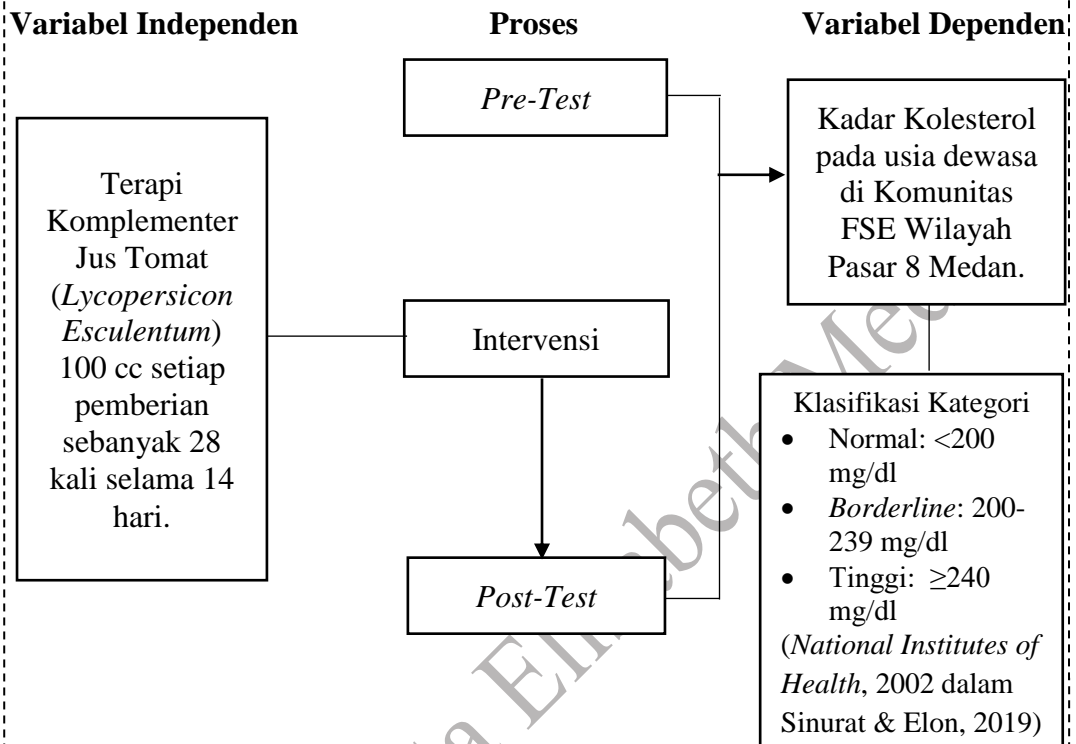 Variabel Independen
Proses
Variabel Dependen
Terapi
Komplementer
Jus Tomat
(Lycopersicon
Esculentum)
100 cc setiap
pemberian
sebanyak 28
kali selama 14
hari.
Pre-Test
Intervensi
Post-Test
Kadar Kolesterol
pada usia dewasa
di Komunitas
FSE Wilayah
Pasar 8 Medan.
Klasifikasi Kategori
• Normal: <200
mg/dl
• Borderline: 200-
239 mg/dl
• Tinggi: ≥240
mg/dl
(National Institutes of
Health, 2002 dalam
Sinurat & Elon, 2019)